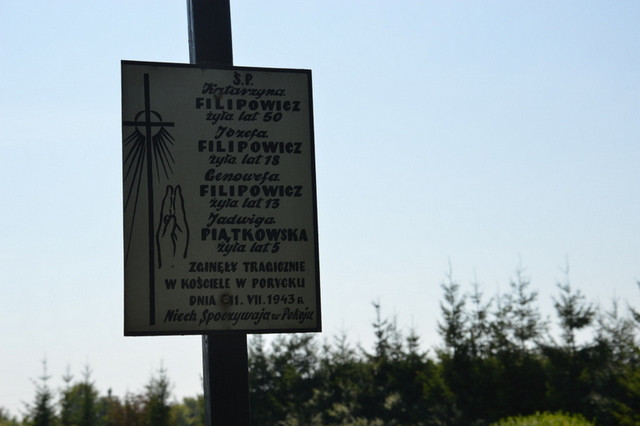 Ś.P.
Katarzyna
FILIPOWICZ
żyła lat 50
Józefa
FILIPOWICZ
żyła lat 18
Genowefa
FILIPOWICZ
żyła lat 13
Jadwiga
PIĄTKOWSKA
żyła lat 5
ZGINĘŁY TRAGICZNIE
W KOŚCIELE W PORYCKU
DNIA 11. VII. 1943 R.
Niech Spoczywają w Pokoju